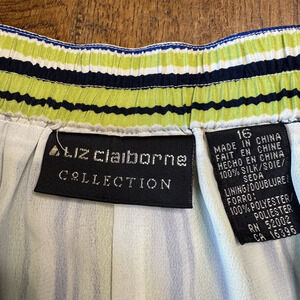 liz claiborne
COLLECTION
16
MADE IN CHINA
FAIT EN CHINE
HECHO EN CHINA
100% SILK/SOIE/
SEDA
LINING/DOUBLURE/
FORRO:
100% POLYESTER/
POLIESTER
RN 52002
CA 16396